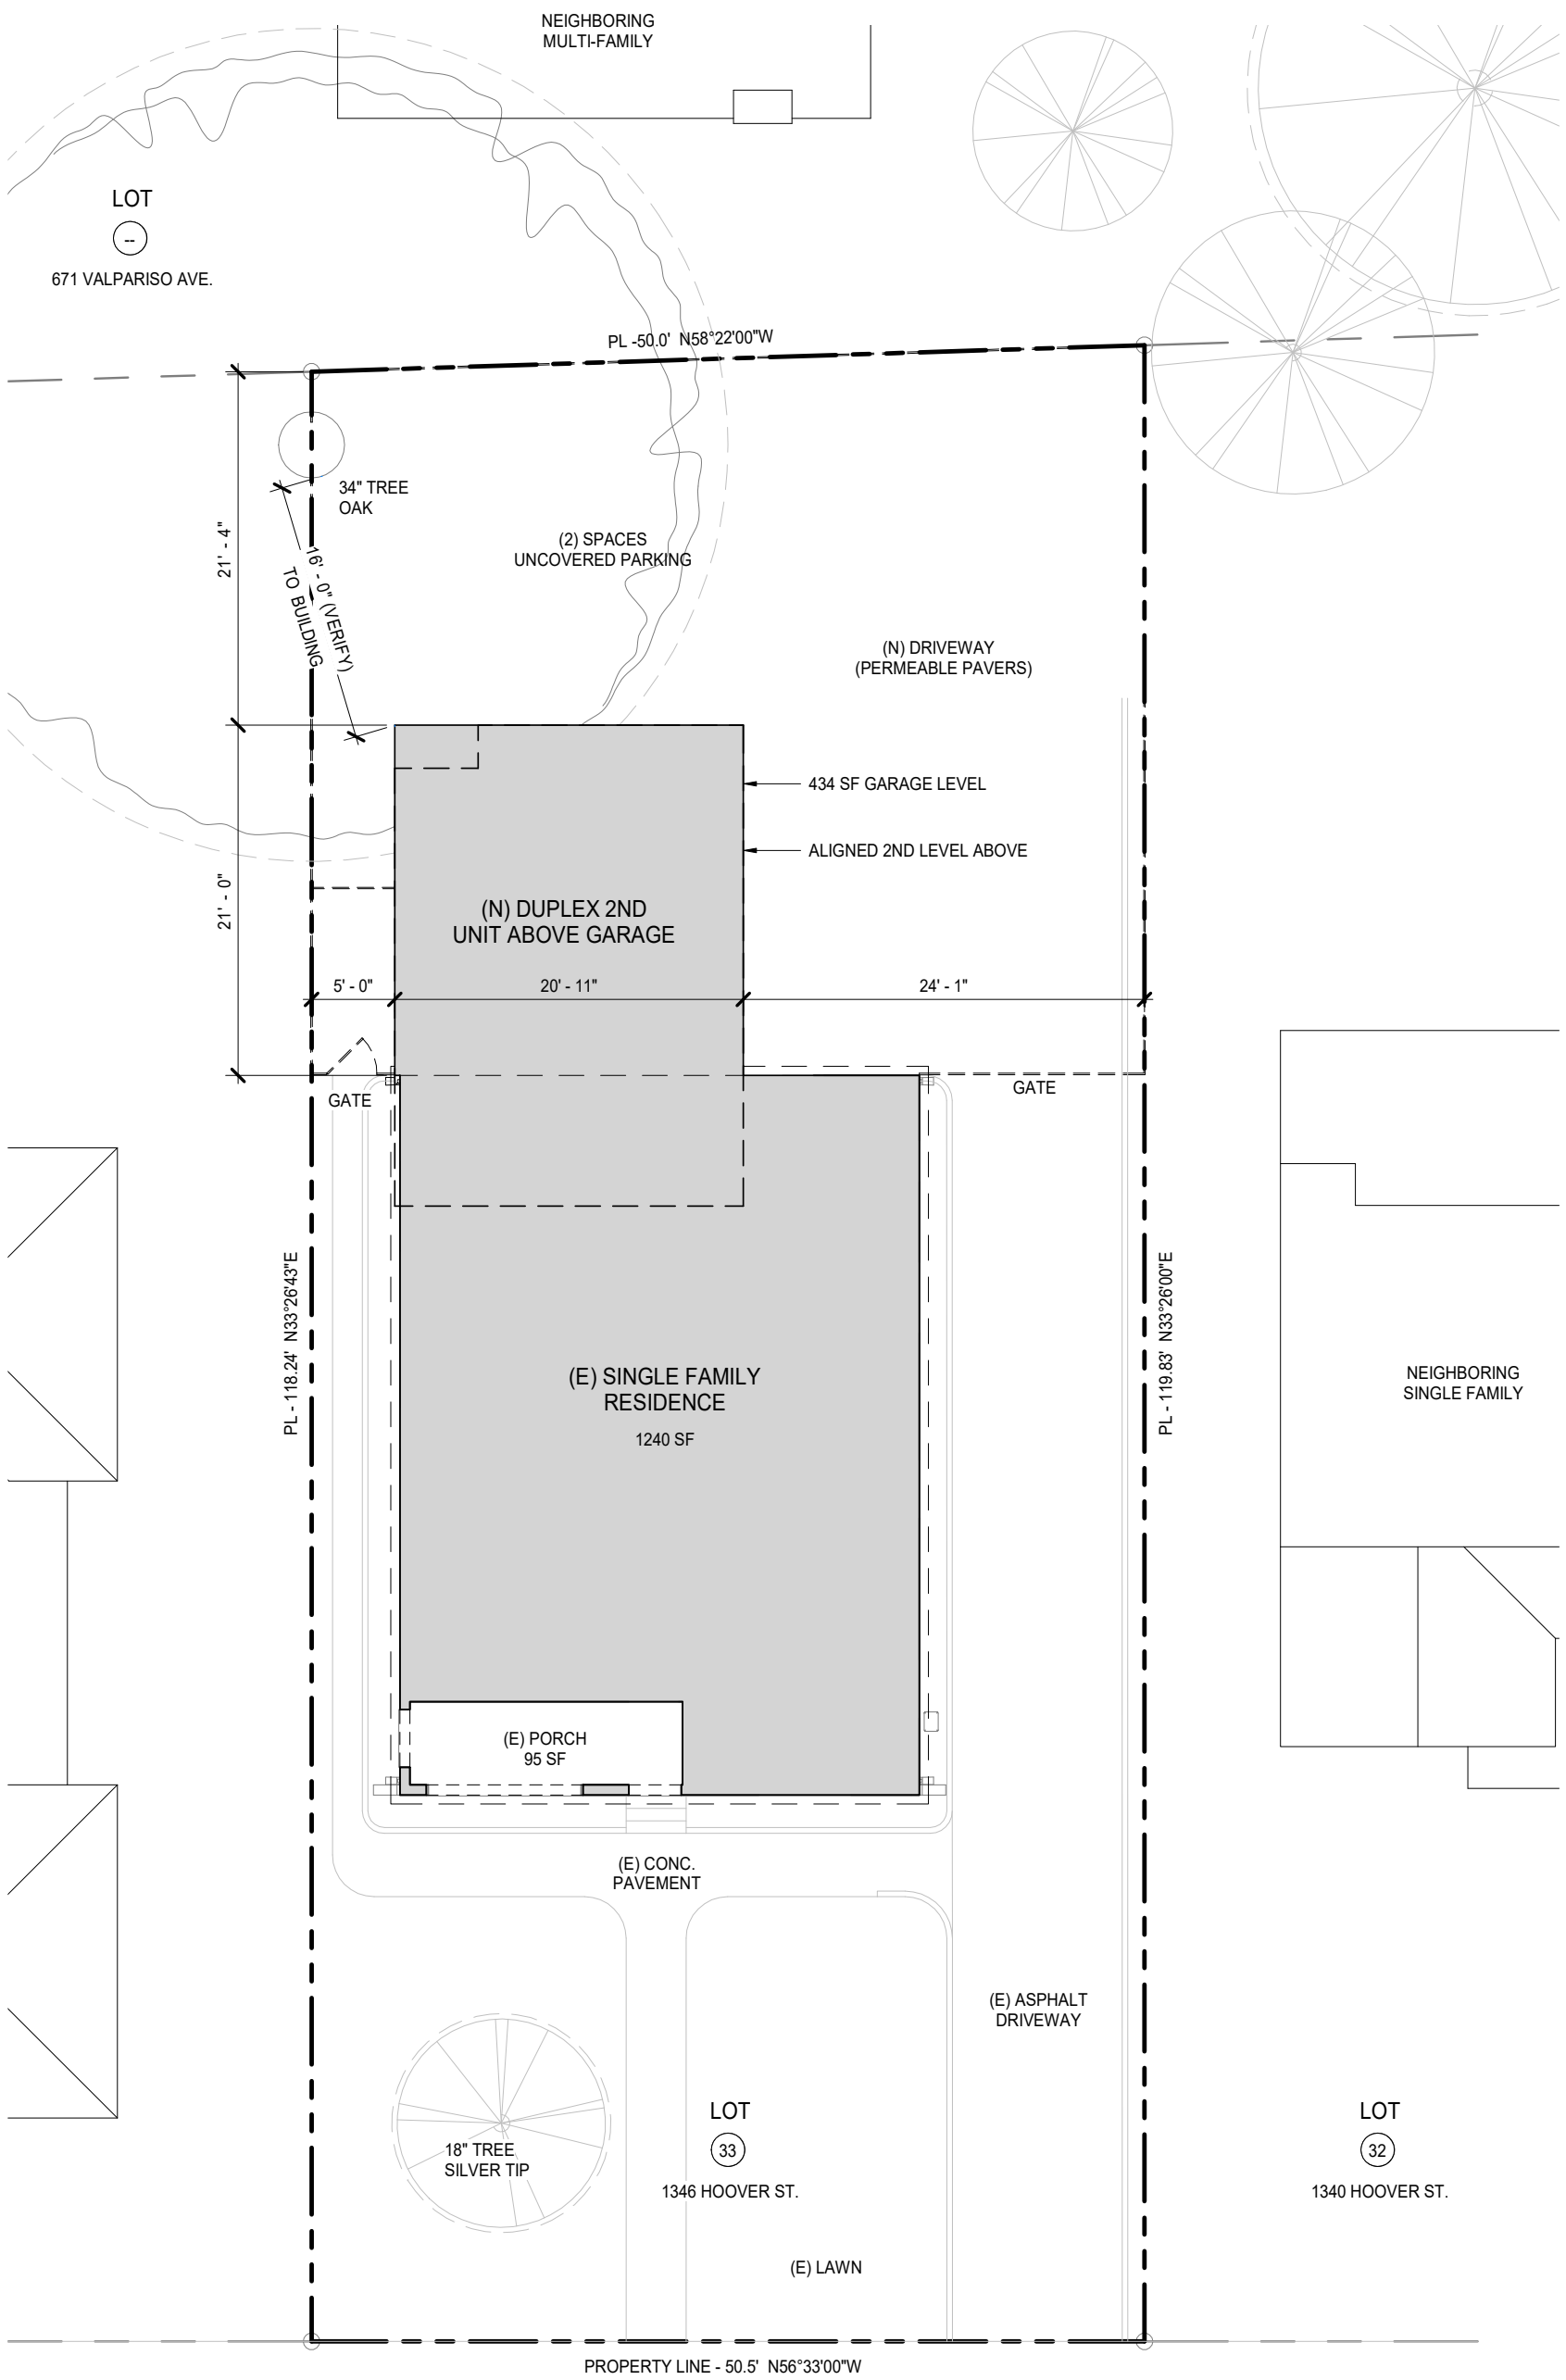 NEIGHBORING
MULTI-FAMILY
LOT
--
671 VALPARISO AVE.
PL -50.0' N58°22'00"W
34" TREE
OAK
21' - 4"
16' - 0" (VERIFY)
TO BUILDING
(2) SPACES
UNCOVERED PARKING
(N) DRIVEWAY
(PERMEABLE PAVERS)
434 SF GARAGE LEVEL
ALIGNED 2ND LEVEL ABOVE
21' - 0"
(N) DUPLEX 2ND
UNIT ABOVE GARAGE
5' - 0"
20' - 11"
24' - 1"
GATE
GATE
PL - 118.24' N33°26'43"E
PL - 119.83' N33°26'00"E
(E) SINGLE FAMILY
RESIDENCE
1240 SF
NEIGHBORING
SINGLE FAMILY
(E) PORCH
95 SF
(E) CONC.
PAVEMENT
(E) ASPHALT
DRIVEWAY
18" TREE
SILVER TIP
LOT
33
1346 HOOVER ST.
LOT
32
1340 HOOVER ST.
(E) LAWN
PROPERTY LINE - 50.5' N56°33'00"W